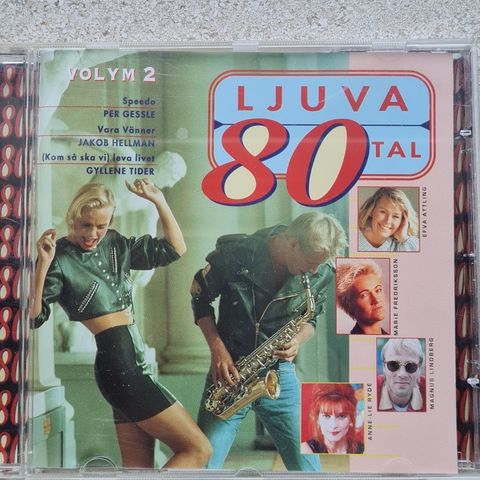 VOLYM 2
Speedo
PER GESSLE
Vara Vänner
JAKOB HELLMAN
(Kom så ska vi) leva livet
GYLLENE TIDER
LJUVA
80
TAL
EFVA ATTLING
MARIE FREDRIKSSON
MAGNUS LINDBERG
ANNE-LIE RYDÉ